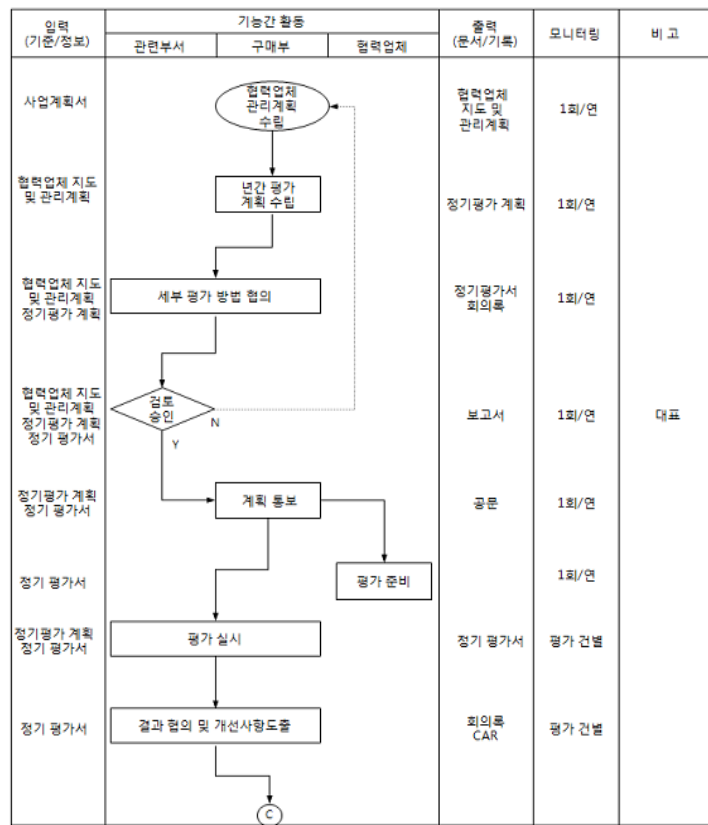 입력
(기준/정보)
기능간 활동
출력
(문서/기록)
모니터링
비 고
관련부서
구매부
협력업체
사업계획서
협력업체
관리계획
수립
협력업체
지도 및
관리계획
1회/연
협력업체 지도
및 관리계획
년간 평가
계획 수립
정기평가 계획
1회/연
협력업체 지도
및 관리계획
정기평가 계획
세부 평가 방법 협의
정기평가서
회의록
1회/연
협력업체 지도
및 관리계획
정기평가 계획
정기 평가서
검토
승인
N
Y
보고서
1회/연
대표
정기평가 계획
정기 평가서
계획 통보
공문
1회/연
정기 평가서
평가 준비
1회/연
정기평가 계획
정기 평가서
평가 실시
정기 평가서
평가 건별
정기 평가서
결과 협의 및 개선사항도출
회의록
CAR
평가 건별
C